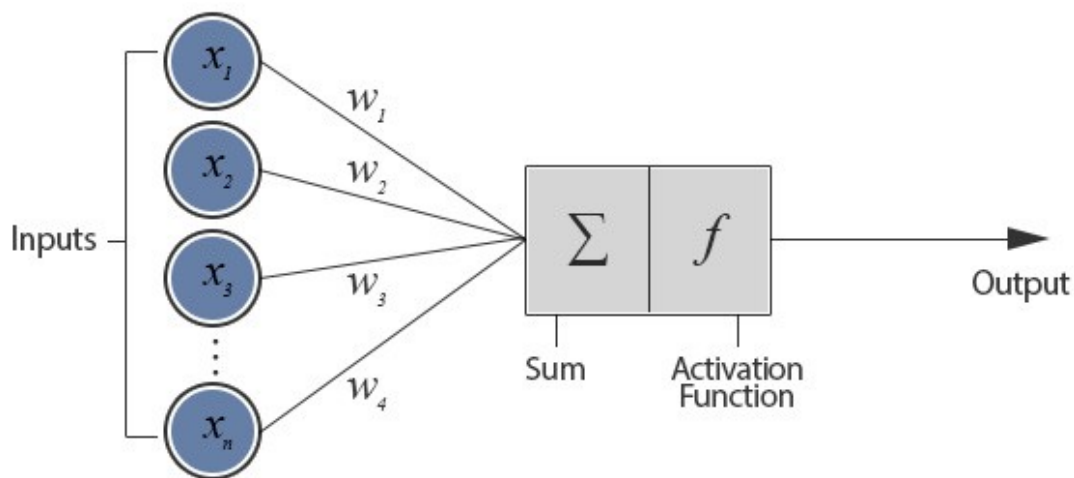 x₁
w₁
x₂
w₂
Inputs
x₃
w₃
xₙ
w₄
Σ
f
Output
Sum
Activation
Function